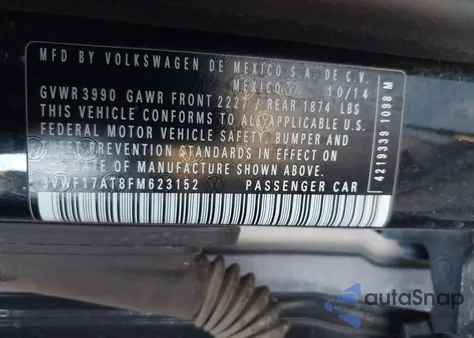 MFD BY VOLKSWAGEN DE MEXICO S.A. DE C.V.
MEXICO 10/14
GVWR 3990 GAWR FRONT 2227 / REAR 1874 LBS
THIS VEHICLE CONFORMS TO ALL APPLICABLE U.S.
FEDERAL MOTOR VEHICLE SAFETY, BUMPER AND
THEFT PREVENTION STANDARDS IN EFFECT ON
DATE OF MANUFACTURE SHOWN ABOVE.
3VWF17AT8FM623152 PASSENGER CAR
4219339 1098 M
autoSnap